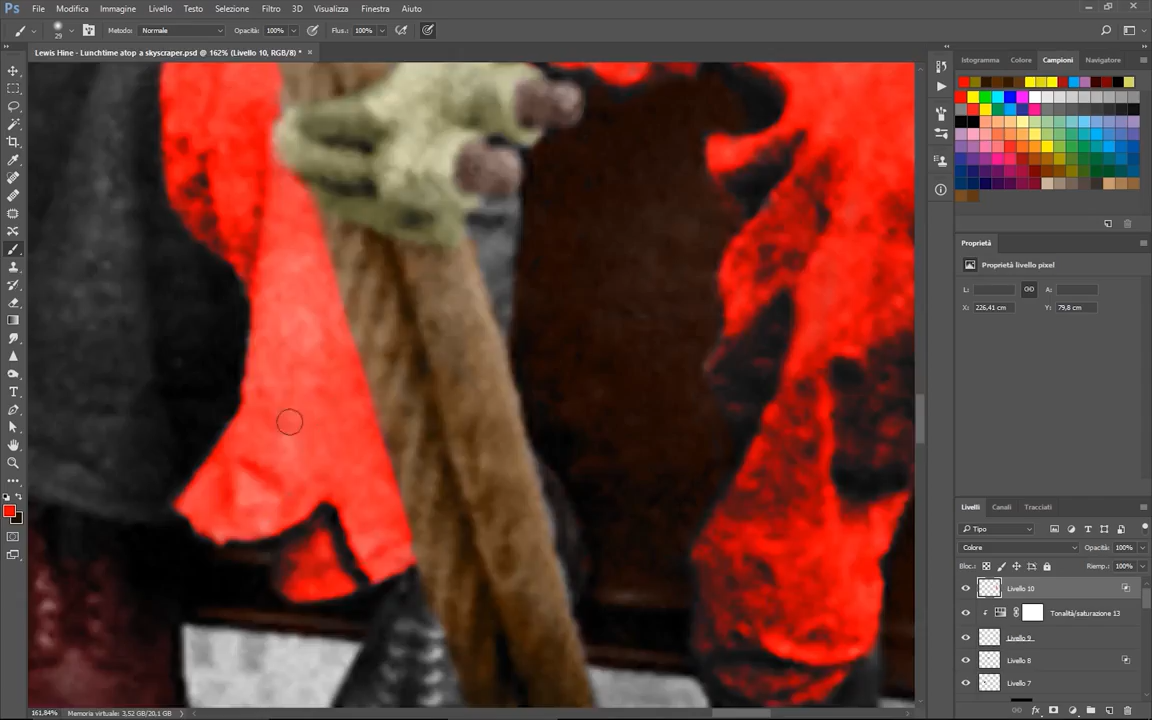 Ps File Modifica Immagine Livello Testo Selezione Filtro 3D Visualizza Finestra Aiuto
29 Metodo: Normale Opacità: 100% Flus.: 100%
Lewis Hine - Lunchtime atop a skyscraper.psd @ 162% (Livello 10, RGB/8) * ×
Istogramma Colore Campioni Navigatore
Proprietà
Proprietà livello pixel
L: A:
X: 226,41 cm Y: 79,8 cm
Livelli Canali Tracciati
Tipo
Colore Opacità: 100%
Bloc.: Riemp.: 100%
Livello 10
Tonalità/saturazione 13
Livello 9
Livello 8
Livello 7
161,84% Memoria virtuale: 3,52 GB/20,1 GB